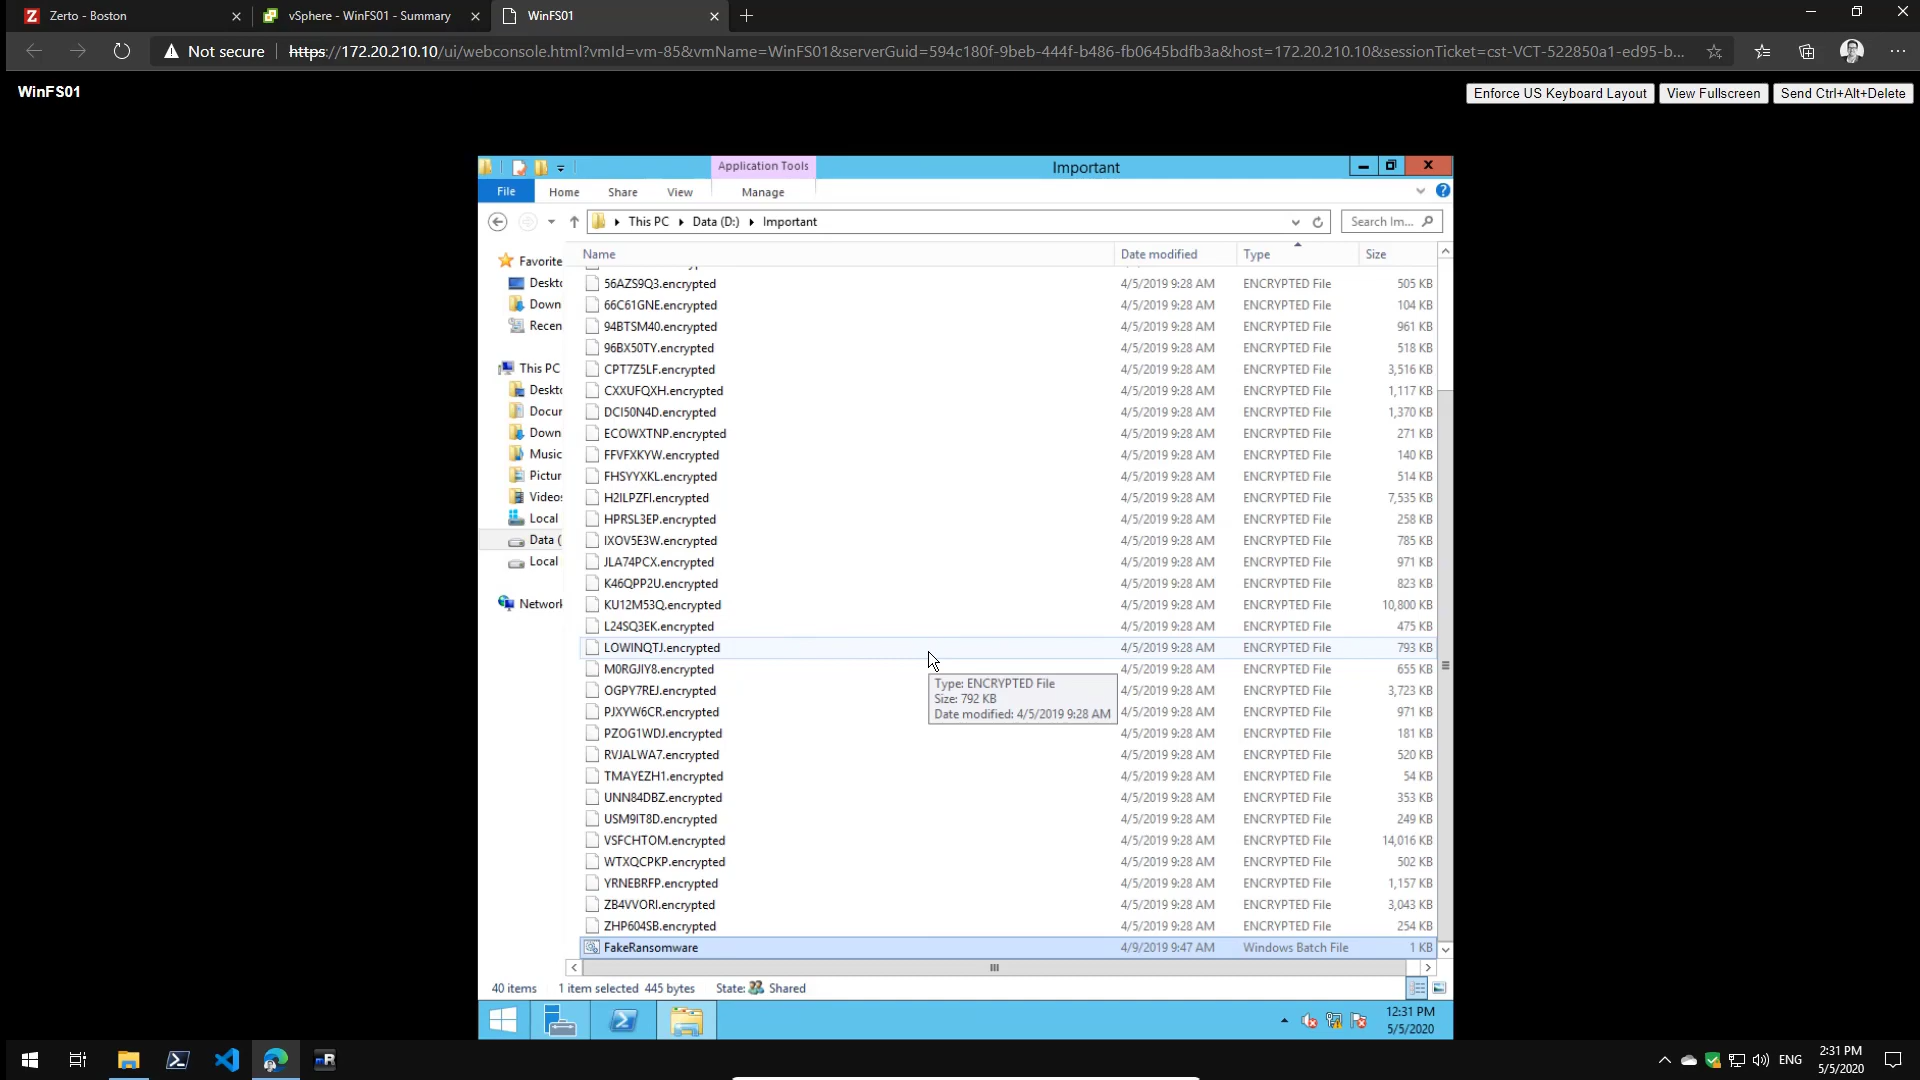 Zerto - Boston
vSphere - WinFS01 - Summary
WinFS01
Not secure
https://172.20.210.10/ui/webconsole.html?vmId=vm-85&vmName=WinFS01&serverGuid=594c180f-9beb-444f-b486-fb0645bdfb3a&host=172.20.210.10&sessionTicket=cst-VCT-522850a1-ed95-b...
WinFS01
Enforce US Keyboard Layout
View Fullscreen
Send Ctrl+Alt+Delete
Application Tools
Important
File Home Share View Manage
This PC Data (D:) Important
Search Im...
Favorite
Deskt
Down
Recen
This PC
Deskt
Docur
Down
Music
Pictur
Video
Local
Data (
Local
Network
Name Date modified Type Size
56AZS9Q3.encrypted 4/5/2019 9:28 AM ENCRYPTED File 505 KB
66C61GNE.encrypted 4/5/2019 9:28 AM ENCRYPTED File 104 KB
94BTSM40.encrypted 4/5/2019 9:28 AM ENCRYPTED File 961 KB
96BX50TY.encrypted 4/5/2019 9:28 AM ENCRYPTED File 518 KB
CPT7Z5LF.encrypted 4/5/2019 9:28 AM ENCRYPTED File 3,516 KB
CXXUFQXH.encrypted 4/5/2019 9:28 AM ENCRYPTED File 1,117 KB
DCI50N4D.encrypted 4/5/2019 9:28 AM ENCRYPTED File 1,370 KB
ECOWXTNP.encrypted 4/5/2019 9:28 AM ENCRYPTED File 271 KB
FFVFXKYW.encrypted 4/5/2019 9:28 AM ENCRYPTED File 140 KB
FHSYYXKL.encrypted 4/5/2019 9:28 AM ENCRYPTED File 514 KB
H2ILPZFI.encrypted 4/5/2019 9:28 AM ENCRYPTED File 7,535 KB
HPRSL3EP.encrypted 4/5/2019 9:28 AM ENCRYPTED File 258 KB
IXOV5E3W.encrypted 4/5/2019 9:28 AM ENCRYPTED File 785 KB
JLA74PCX.encrypted 4/5/2019 9:28 AM ENCRYPTED File 971 KB
K46QPP2U.encrypted 4/5/2019 9:28 AM ENCRYPTED File 823 KB
KU12M53Q.encrypted 4/5/2019 9:28 AM ENCRYPTED File 10,800 KB
L24SQ3EK.encrypted 4/5/2019 9:28 AM ENCRYPTED File 475 KB
LOWINQTJ.encrypted 4/5/2019 9:28 AM ENCRYPTED File 793 KB
M0RGJIY8.encrypted 4/5/2019 9:28 AM ENCRYPTED File 655 KB
OGPY7REJ.encrypted 4/5/2019 9:28 AM ENCRYPTED File 3,723 KB
PJXYW6CR.encrypted 4/5/2019 9:28 AM ENCRYPTED File 971 KB
PZOG1WDJ.encrypted 4/5/2019 9:28 AM ENCRYPTED File 181 KB
RVJALWA7.encrypted 4/5/2019 9:28 AM ENCRYPTED File 520 KB
TMAYEZH1.encrypted 4/5/2019 9:28 AM ENCRYPTED File 54 KB
UNN84DBZ.encrypted 4/5/2019 9:28 AM ENCRYPTED File 353 KB
USM9IT8D.encrypted 4/5/2019 9:28 AM ENCRYPTED File 249 KB
VSFCHTOM.encrypted 4/5/2019 9:28 AM ENCRYPTED File 14,016 KB
WTXQCPKP.encrypted 4/5/2019 9:28 AM ENCRYPTED File 502 KB
YRNEBRFP.encrypted 4/5/2019 9:28 AM ENCRYPTED File 1,157 KB
ZB4VVORI.encrypted 4/5/2019 9:28 AM ENCRYPTED File 3,043 KB
ZHP604SB.encrypted 4/5/2019 9:28 AM ENCRYPTED File 254 KB
FakeRansomware 4/9/2019 9:47 AM Windows Batch File 1 KB
Type: ENCRYPTED File
Size: 792 KB
Date modified: 4/5/2019 9:28 AM
40 items 1 item selected 445 bytes State: Shared
12:31 PM
5/5/2020
ENG
2:31 PM
5/5/2020